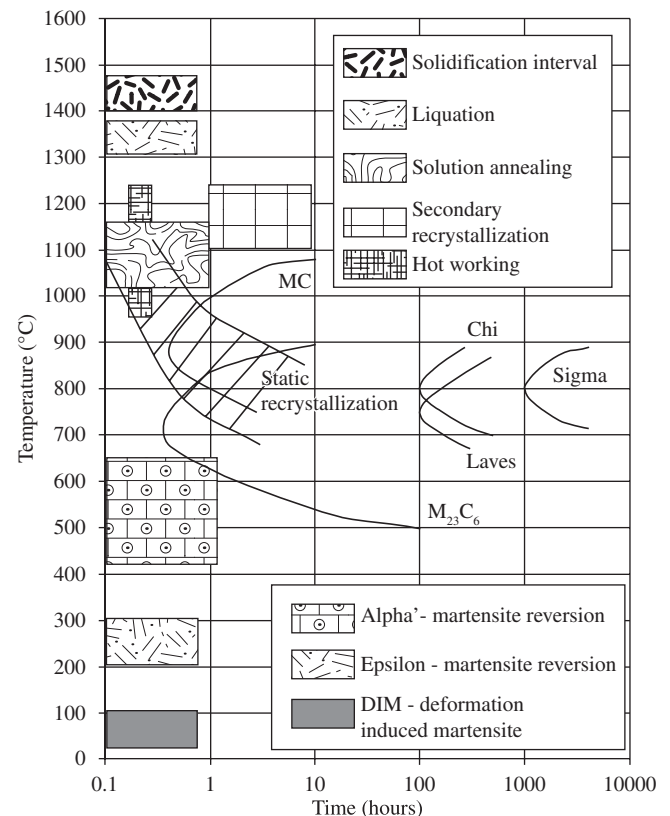 1600
1500
1400
1300
1200
1100
1000
900
800
700
600
500
400
300
200
100
0
Temperature (°C)
0.1 1 10 100 1000 10000
Time (hours)
Solidification interval
Liquation
Solution annealing
Secondary
recrystallization
Hot working
MC
Chi
Sigma
Static
recrystallization
Laves
M₂₃C₆
Alpha’- martensite reversion
Epsilon - martensite reversion
DIM - deformation
induced martensite